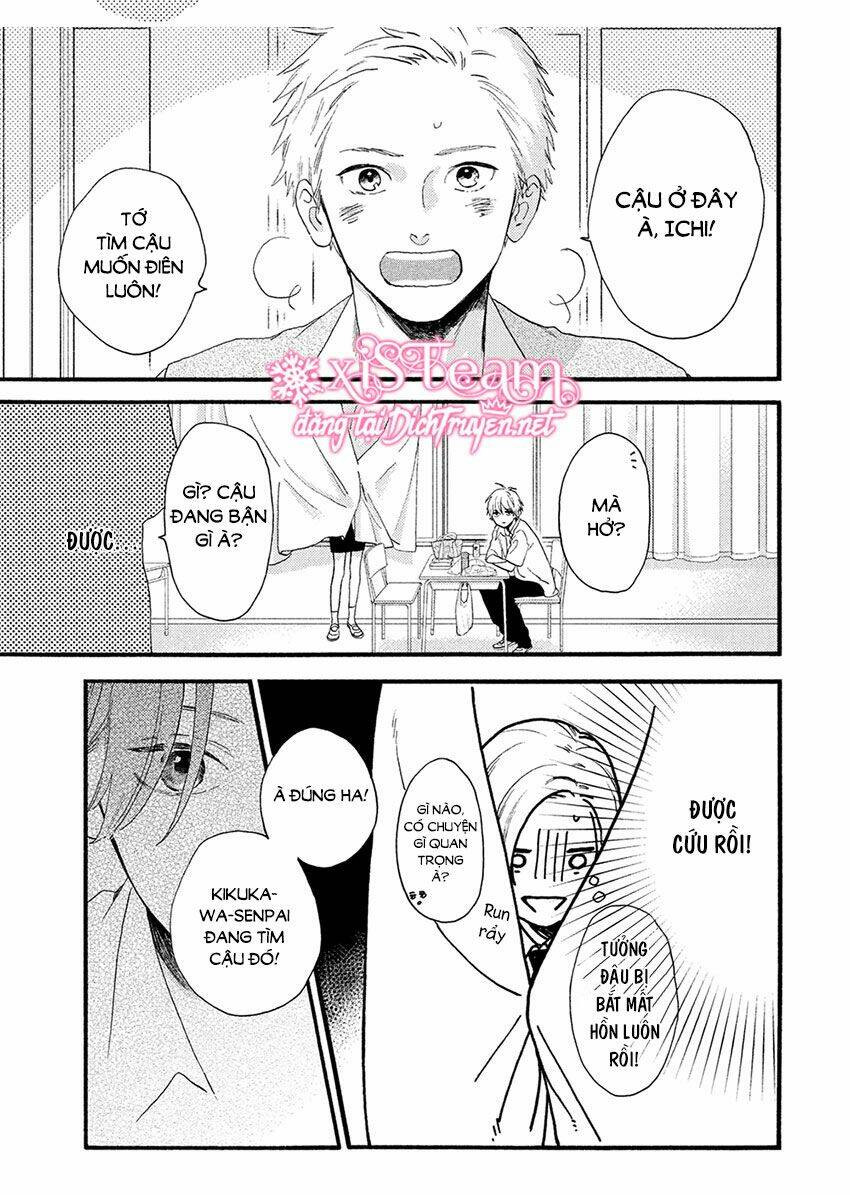 CẬU Ở ĐÂY
À, ICHI!
TỚ
TÌM CẬU
MUỐN ĐIÊN
LUÔN!
xiSTeam
đăng tại DichTruyen.net
MÀ
HỞ?
GÌ? CẬU
ĐANG BẬN
GÌ À?
ĐƯỢC...
ĐƯỢC
CỨU RỒI!
TƯỞNG
ĐÂU BỊ
BẮT MẤT
HỒN LUÔN
RỒI!
GÌ NÀO,
CÓ CHUYỆN
GÌ QUAN
TRỌNG
À?
Run
rẩy
À ĐÚNG HA!
KIKUKA-
WA-SENPAI
ĐANG TÌM
CẬU ĐÓ!